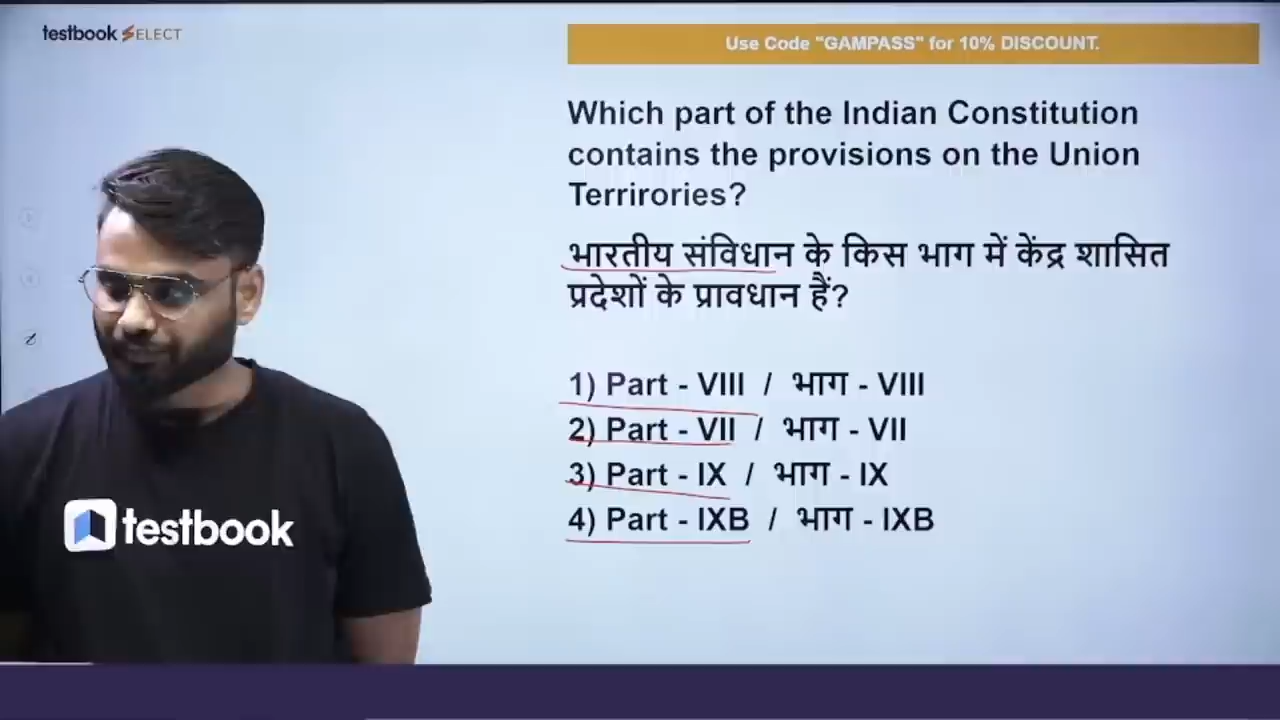 testbook SELECT
Use Code "GAMPASS" for 10% DISCOUNT.
Which part of the Indian Constitution
contains the provisions on the Union
Terrirories?
भारतीय संविधान के किस भाग में केंद्र शासित
प्रदेशों के प्रावधान हैं?
1) Part - VIII / भाग - VIII
2) Part - VII / भाग - VII
3) Part - IX / भाग - IX
4) Part - IXB / भाग - IXB
testbook